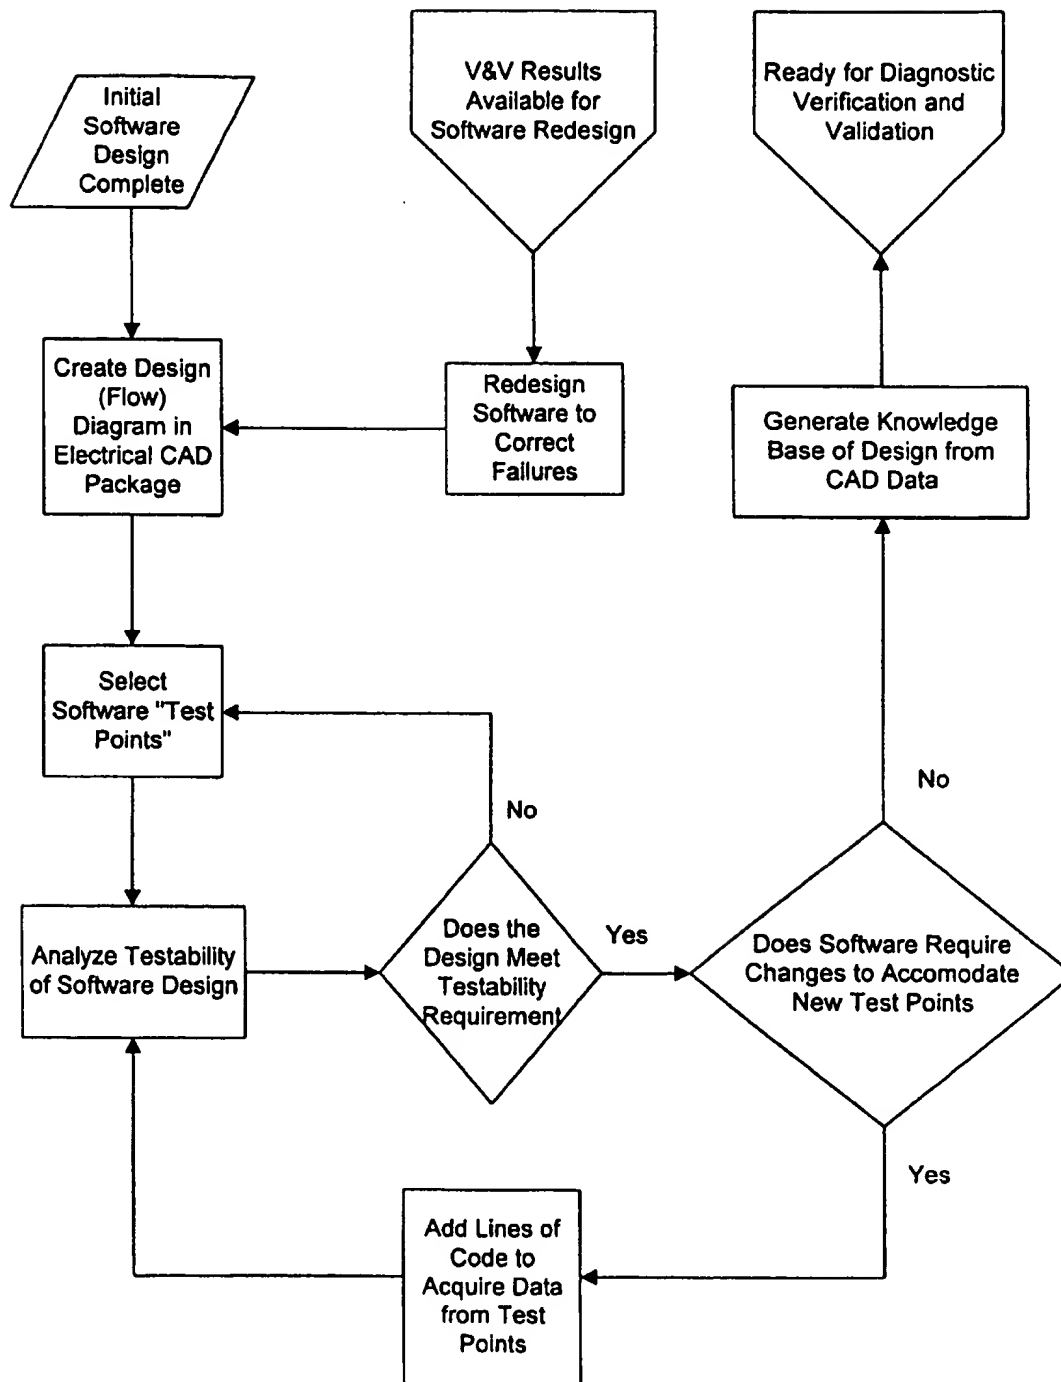 Initial
Software
Design
Complete
V&V Results
Available for
Software Redesign
Ready for Diagnostic
Verification and
Validation
Create Design
(Flow)
Diagram in
Electrical CAD
Package
Redesign
Software to
Correct
Failures
Generate Knowledge
Base of Design from
CAD Data
Select
Software "Test
Points"
No
No
Analyze Testability
of Software Design
Does the
Design Meet
Testability
Requirement
Yes
Does Software Require
Changes to Accomodate
New Test Points
Yes
Add Lines of
Code to
Acquire Data
from Test
Points